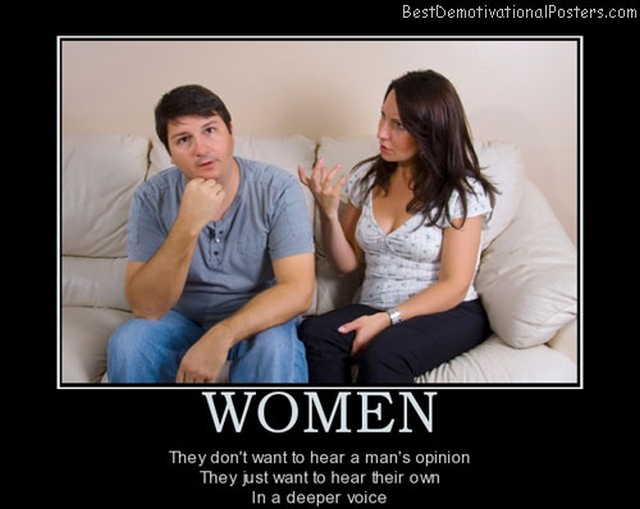 BestDemotivationalPosters.com
WOMEN
They don't want to hear a man's opinion
They just want to hear their own
In a deeper voice